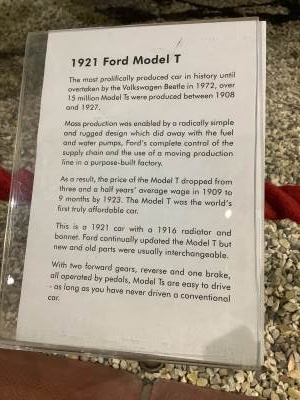 1921 Ford Model T
The most prolifically produced car in history until
overtaken by the Volkswagen Beetle in 1972, over
15 million Model Ts were produced between 1908
and 1927.
Mass production was enabled by a radically simple
and rugged design which did away with the fuel
and water pumps, Ford's complete control of the
supply chain and the use of a moving production
line in a purpose-built factory.
As a result, the price of the Model T dropped from
three and a half years' average wage in 1909 to
9 months by 1923. The Model T was the world's
first truly affordable car.
This is a 1921 car with a 1916 radiator and
bonnet. Ford continually updated the Model T but
new and old parts were usually interchangeable.
With two forward gears, reverse and one brake,
all operated by pedals, Model Ts are easy to drive
- as long as you have never driven a conventional
car.